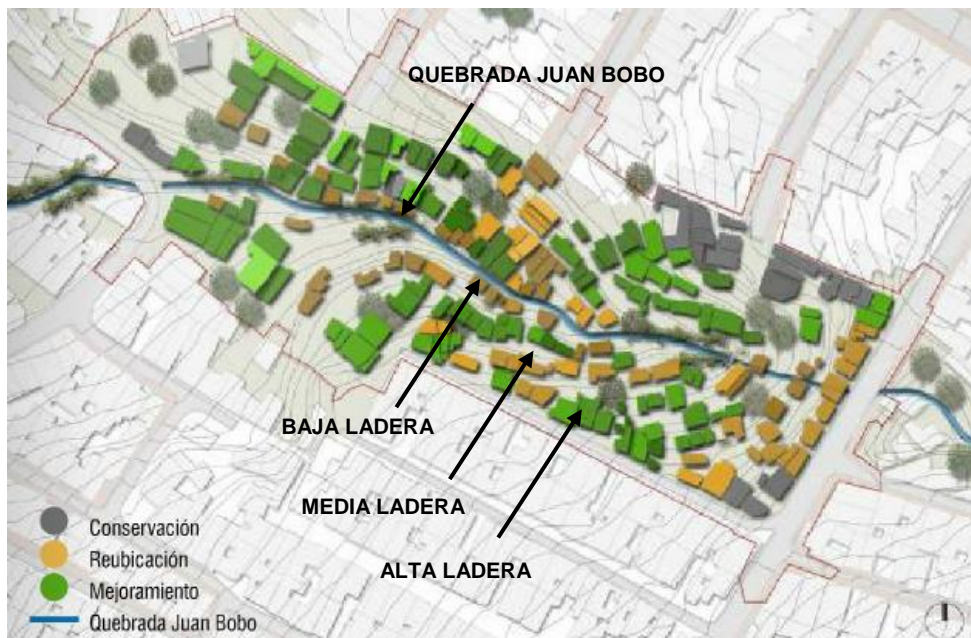 QUEBRADA JUAN BOBO
BAJA LADERA
MEDIA LADERA
ALTA LADERA
Conservación
Reubicación
Mejoramiento
Quebrada Juan Bobo